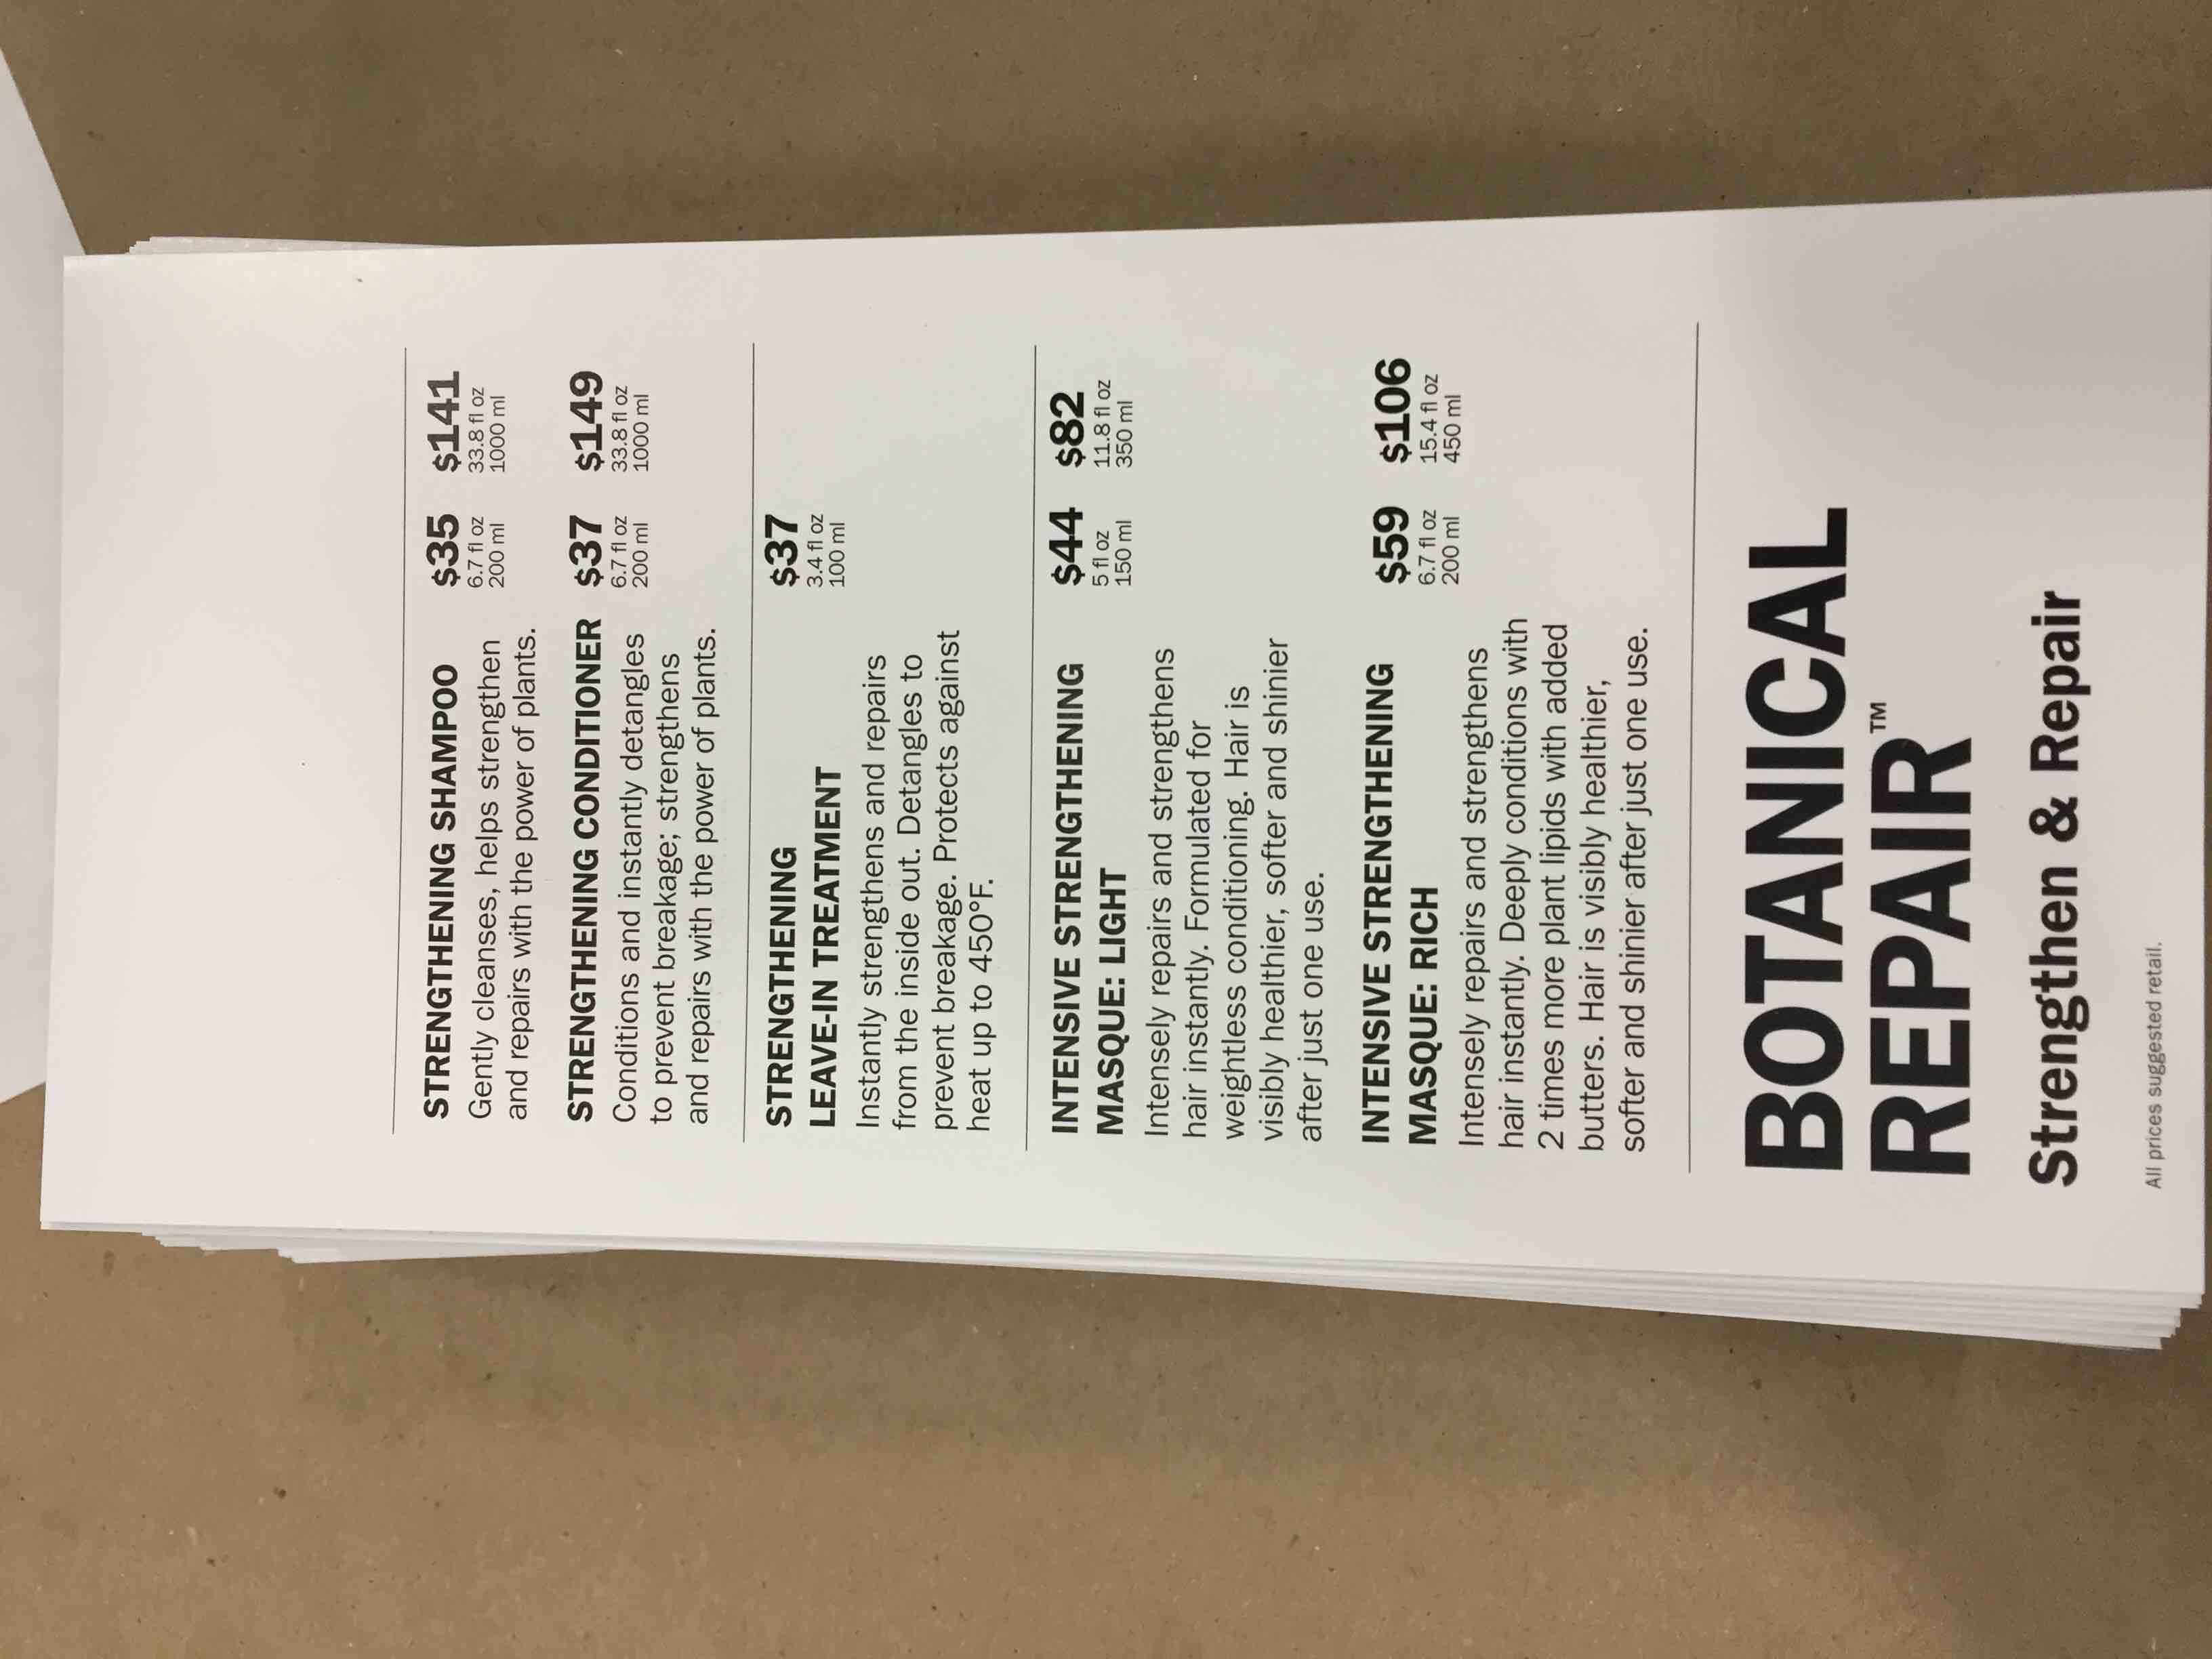 STRENGTHENING SHAMPOO $35 $141
Gently cleanses, helps strengthen 6.7 fl oz 33.8 fl oz
and repairs with the power of plants. 200 ml 1000 ml
STRENGTHENING CONDITIONER $37 $149
Conditions and instantly detangles 6.7 fl oz 33.8 fl oz
to prevent breakage; strengthens 200 ml 1000 ml
and repairs with the power of plants.
STRENGTHENING $37
LEAVE-IN TREATMENT 3.4 fl oz
100 ml
Instantly strengthens and repairs
from the inside out. Detangles to
prevent breakage. Protects against
heat up to 450°F.
INTENSIVE STRENGTHENING $44 $82
MASQUE: LIGHT 5 fl oz 11.8 fl oz
150 ml 350 ml
Intensely repairs and strengthens
hair instantly. Formulated for
weightless conditioning. Hair is
visibly healthier, softer and shinier
after just one use.
INTENSIVE STRENGTHENING $59 $106
MASQUE: RICH 6.7 fl oz 15.4 fl oz
200 ml 450 ml
Intensely repairs and strengthens
hair instantly. Deeply conditions with
2 times more plant lipids with added
butters. Hair is visibly healthier,
softer and shinier after just one use.
BOTANICAL
REPAIR™
Strengthen & Repair
All prices suggested retail.